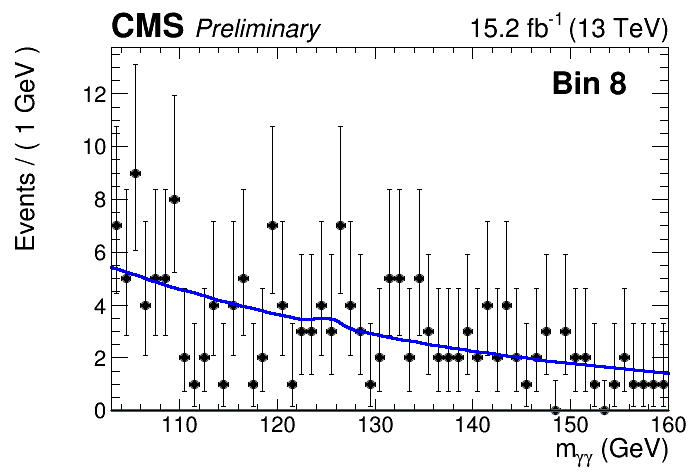 CMS Preliminary 15.2 fb⁻¹ (13 TeV)
Bin 8
Events / ( 1 GeV )
12
10
8
6
4
2
0
110 120 130 140 150 160
mγγ (GeV)